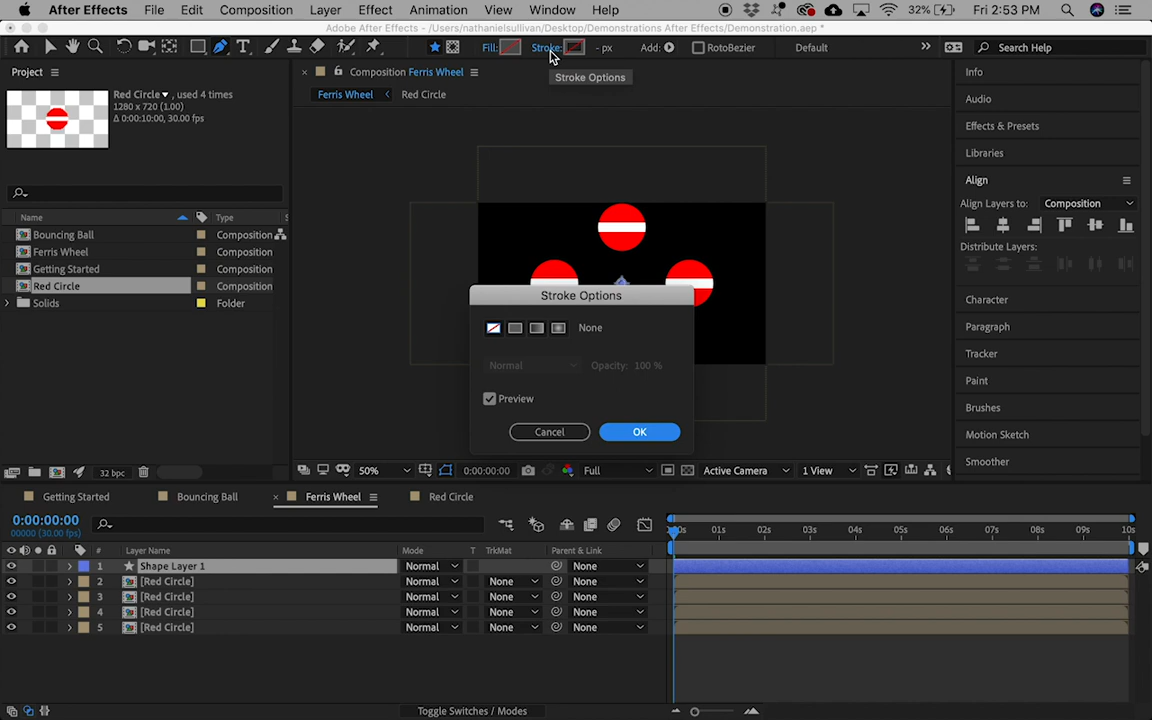 After Effects File Edit Composition Layer Effect Animation View Window Help 32% Fri 2:53 PM
Adobe After Effects - /Users/nathanielsullivan/Desktop/Demonstrations After Effects/Demonstration.aep *
Fill: Stroke: - px Add: RotoBezier Default Search Help
Stroke Options
Project
Composition Ferris Wheel
Ferris Wheel Red Circle
Red Circle , used 4 times
1280 x 720 (1.00)
Δ 0:00:10:00, 30.00 fps
Name Type
Bouncing Ball Composition
Ferris Wheel Composition
Getting Started Composition
Red Circle Composition
Solids Folder
32 bpc
Stroke Options
None
Normal Opacity: 100 %
Preview
Cancel OK
50% 0:00:00:00 Full Active Camera 1 View
Info
Audio
Effects & Presets
Libraries
Align
Align Layers to: Composition
Distribute Layers:
Character
Paragraph
Tracker
Paint
Brushes
Motion Sketch
Smoother
Getting Started Bouncing Ball Ferris Wheel Red Circle
0:00:00:00
00000 (30.00 fps)
# Layer Name Mode T TrkMat Parent & Link
01s 02s 03s 04s 05s 06s 07s 08s 09s
1 Shape Layer 1 Normal None
2 [Red Circle] Normal None None
3 [Red Circle] Normal None None
4 [Red Circle] Normal None None
5 [Red Circle] Normal None None
Toggle Switches / Modes